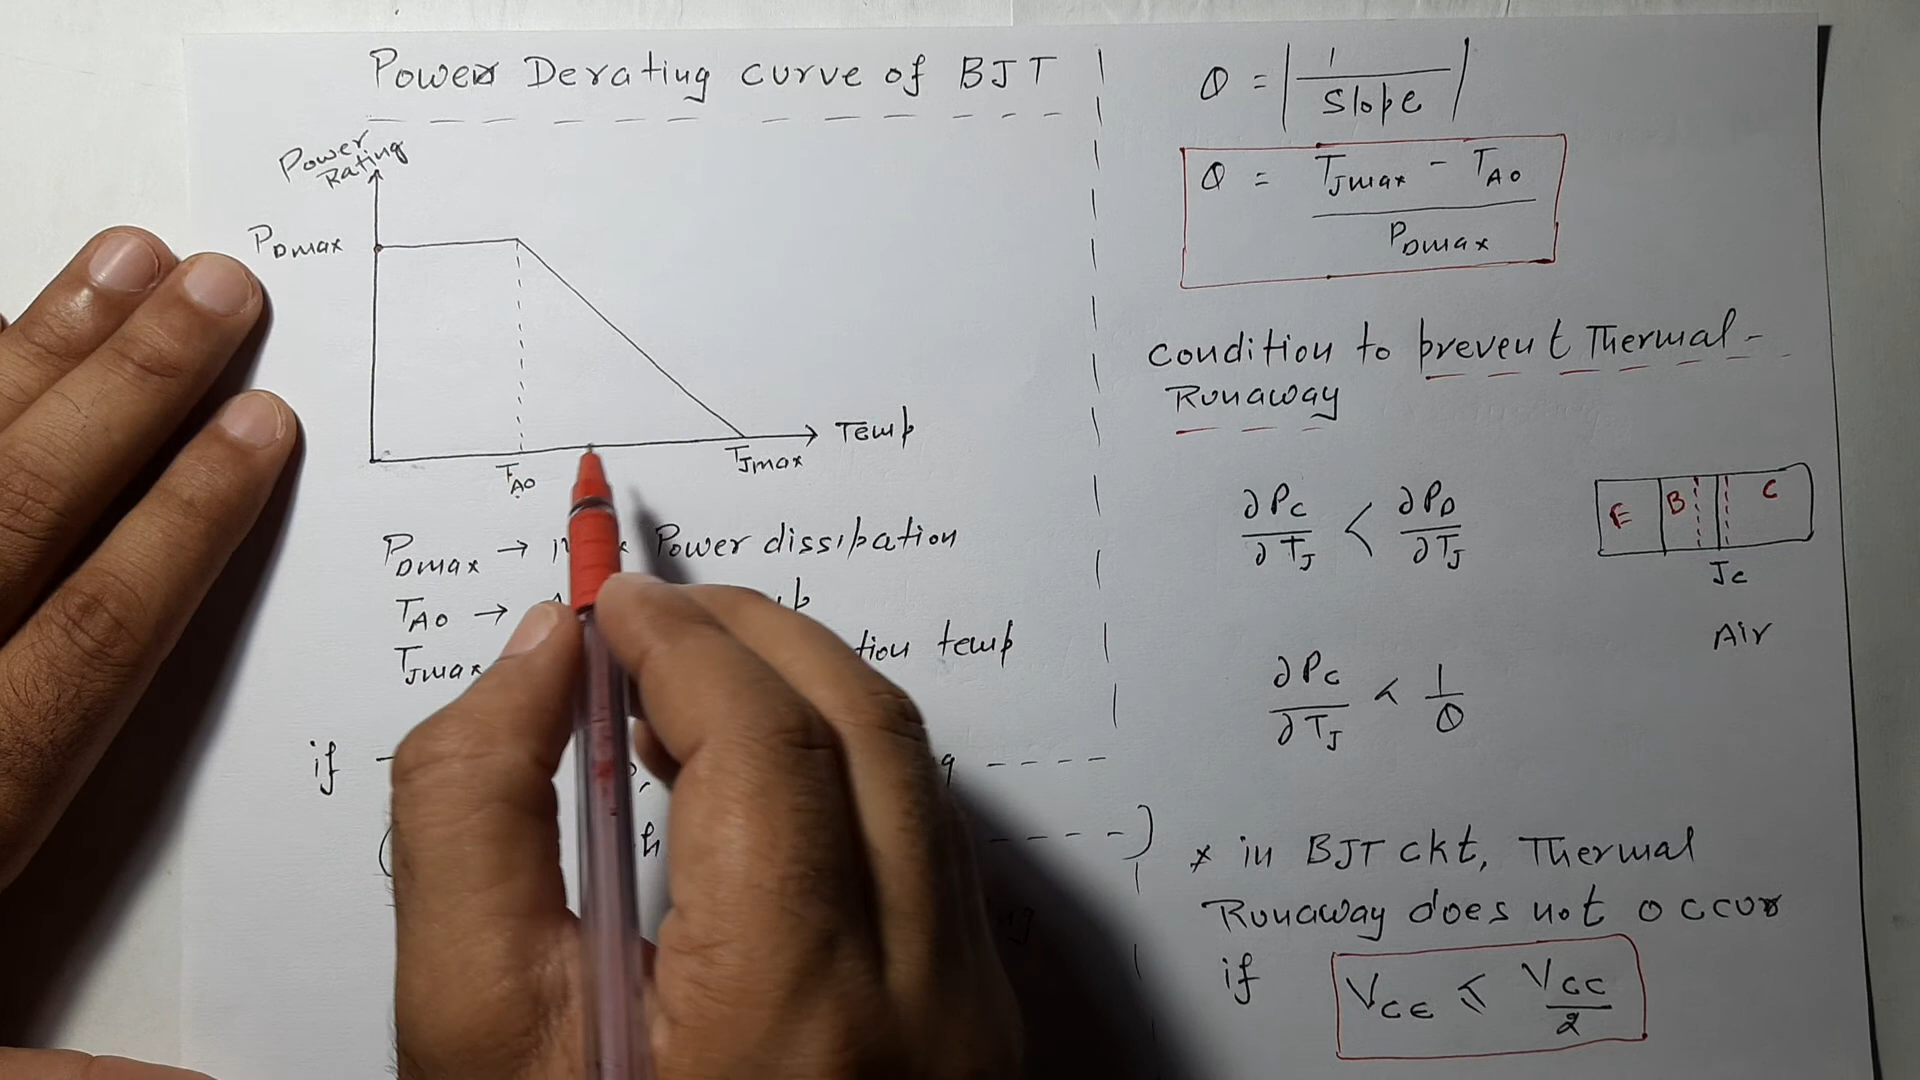 Power Derating curve of BJT
Power
Rating
PDmax
TAO
TJmax
Temp
PDmax → Power dissipation
TAO →
TJmax tion temp
if
θ = | 1 / Slope |
θ = TJmax - TAO / PDmax
condition to prevent Thermal -
Runaway
∂PC / ∂TJ < ∂PD / ∂TJ
E B C
JC
Air
∂PC / ∂TJ < 1 / θ
* in BJT ckt, Thermal
Runaway does not occur
if VCE ≤ VCC / 2